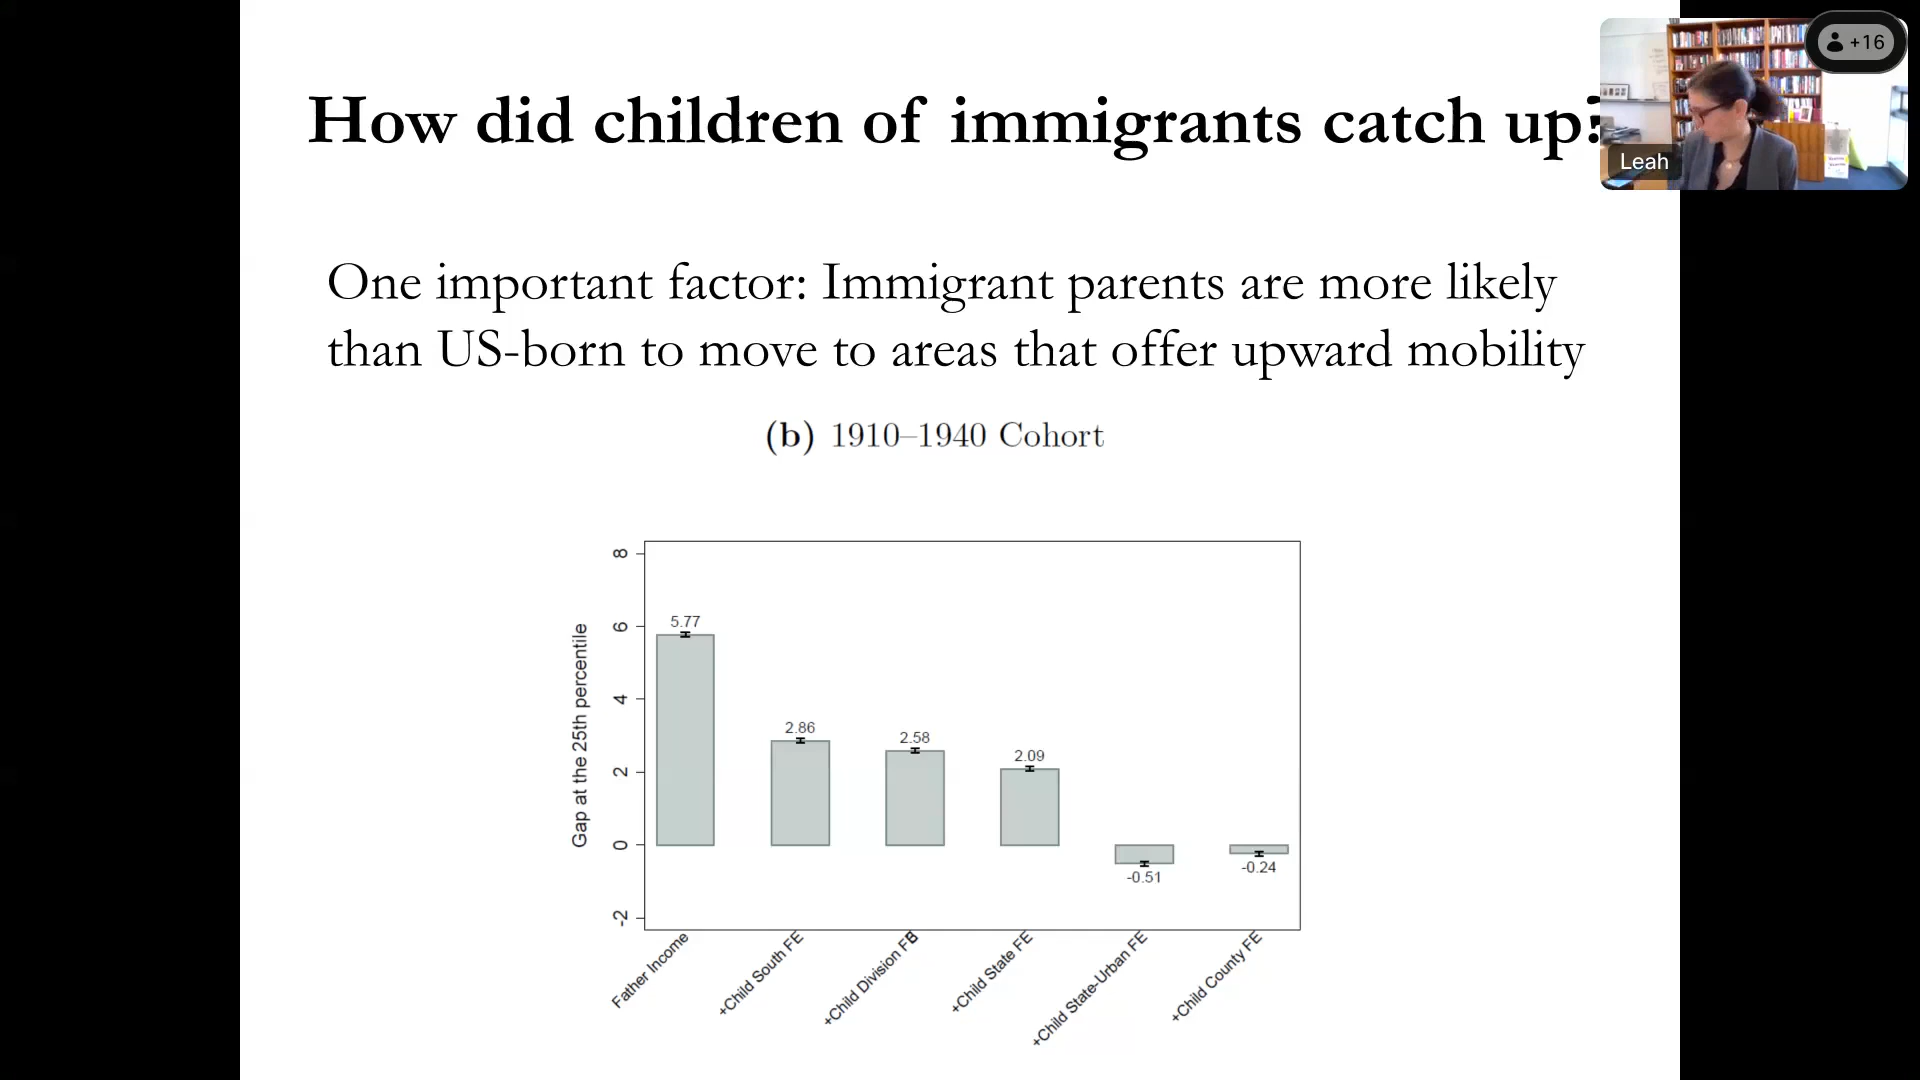 How did children of immigrants catch up?
+16
Leah
One important factor: Immigrant parents are more likely
than US-born to move to areas that offer upward mobility
(b) 1910–1940 Cohort
Gap at the 25th percentile
8
6
4
2
0
-2
5.77
2.86
2.58
2.09
-0.51
-0.24
Father Income
+Child South FE
+Child Division FE
+Child State FE
+Child State-Urban FE
+Child County FE